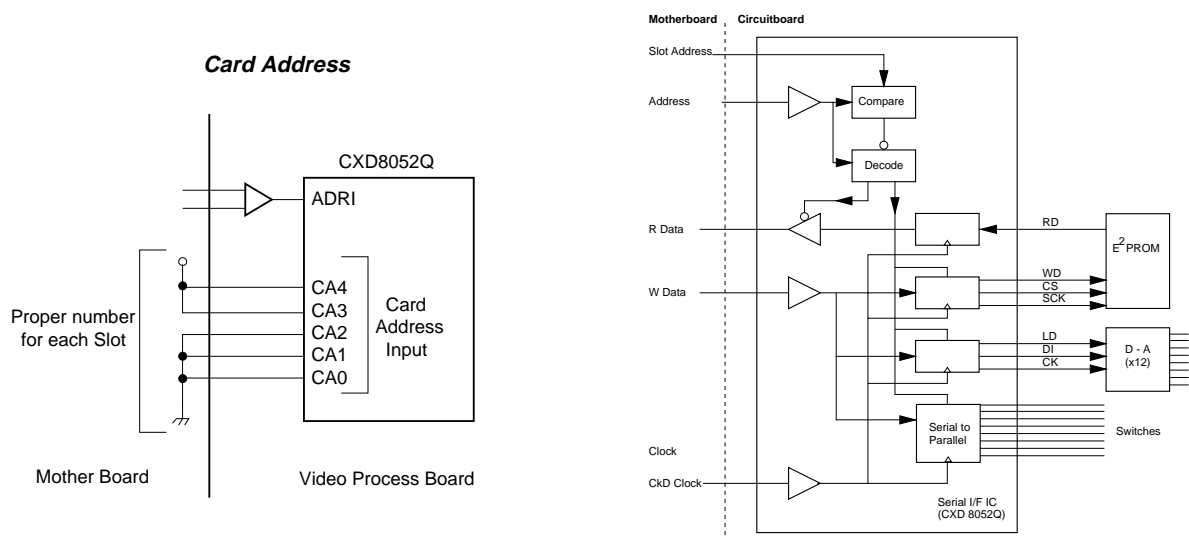 Card Address
CXD8052Q
ADRI
CA4
CA3
CA2
CA1
CA0
Card
Address
Input
Proper number
for each Slot
Mother Board
Video Process Board
Motherboard
Circuitboard
Slot Address
Address
Compare
Decode
R Data
RD
E2 PROM
W Data
WD
CS
SCK
LD
DI
CK
D - A
(x12)
Serial to
Parallel
Switches
Clock
CkD Clock
Serial I/F IC
(CXD 8052Q)